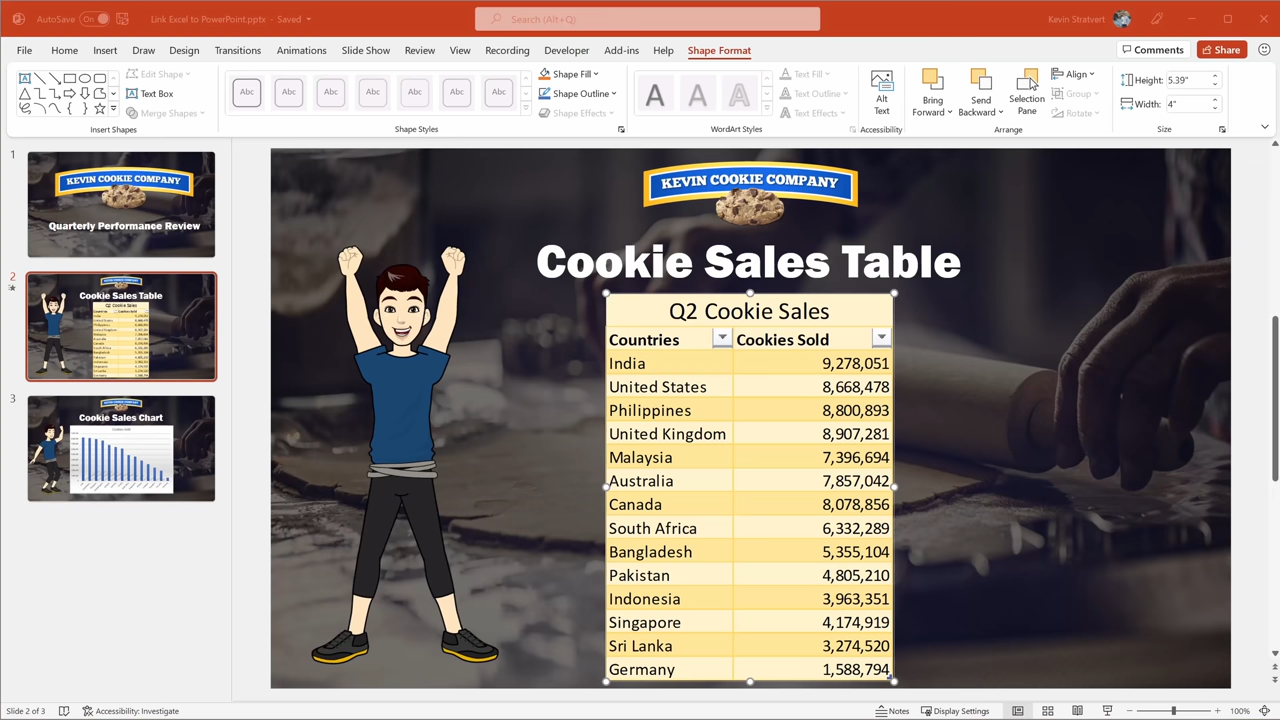 AutoSave On Link Excel to PowerPoint.pptx - Saved Search (Alt+Q) Kevin Stratvert
File Home Insert Draw Design Transitions Animations Slide Show Review View Recording Developer Add-ins Help Shape Format Comments Share
Edit Shape
Text Box
Merge Shapes
Insert Shapes
Abc Abc Abc Abc Abc Abc Abc
Shape Fill
Shape Outline
Shape Effects
Shape Styles
A A A
Text Fill
Text Outline
Text Effects
WordArt Styles
Alt
Text
Accessibility
Bring
Forward
Send
Backward
Selection
Pane
Align
Group
Rotate
Arrange
Height: 5.39"
Width: 4"
Size
1
KEVIN COOKIE COMPANY
Quarterly Performance Review
2
Cookie Sales Table
3
Cookie Sales Chart
KEVIN COOKIE COMPANY
Cookie Sales Table
Q2 Cookie Sales
Countries Cookies Sold
India 9,278,051
United States 8,668,478
Philippines 8,800,893
United Kingdom 8,907,281
Malaysia 7,396,694
Australia 7,857,042
Canada 8,078,856
South Africa 6,332,289
Bangladesh 5,355,104
Pakistan 4,805,210
Indonesia 3,963,351
Singapore 4,174,919
Sri Lanka 3,274,520
Germany 1,588,794
Slide 2 of 3 Accessibility: Investigate Notes Display Settings 100%